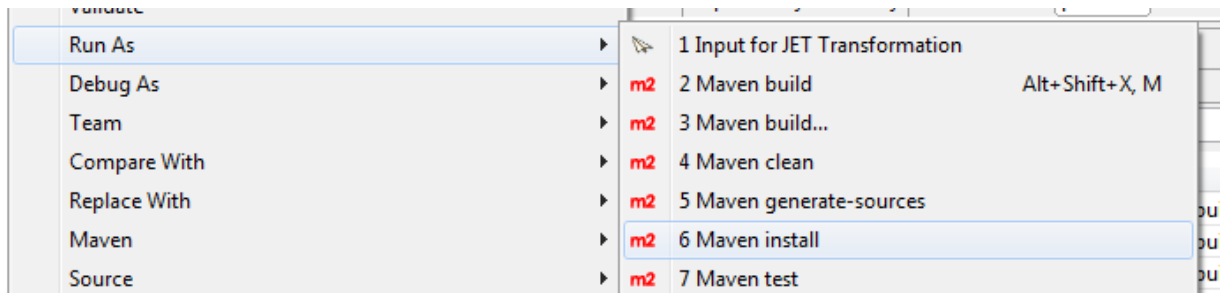 Validate
Run As
Debug As
Team
Compare With
Replace With
Maven
Source
1 Input for JET Transformation
m2 2 Maven build Alt+Shift+X, M
m2 3 Maven build...
m2 4 Maven clean
m2 5 Maven generate-sources
m2 6 Maven install
m2 7 Maven test